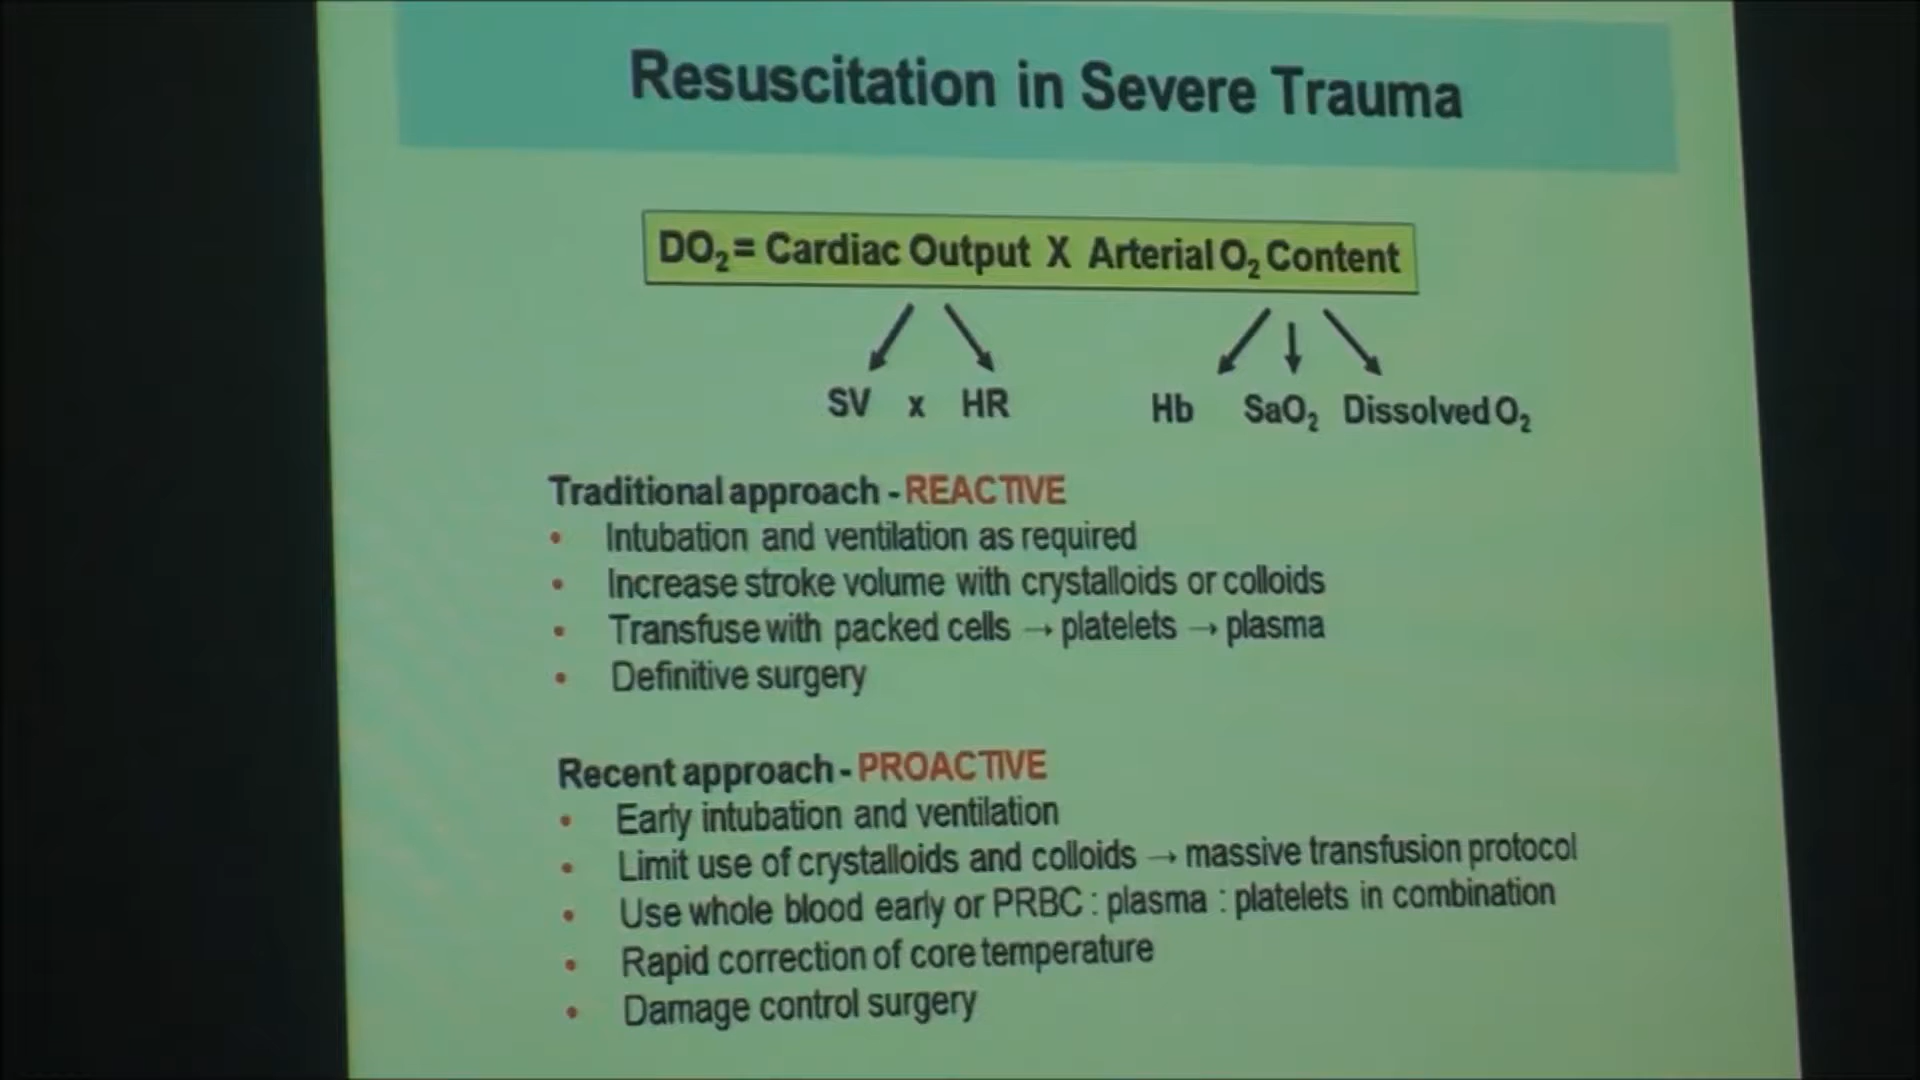 Resuscitation in Severe Trauma
DO₂ = Cardiac Output X Arterial O₂ Content
SV x HR Hb SaO₂ Dissolved O₂
Traditional approach - REACTIVE
• Intubation and ventilation as required
• Increase stroke volume with crystalloids or colloids
• Transfuse with packed cells → platelets → plasma
• Definitive surgery
Recent approach - PROACTIVE
• Early intubation and ventilation
• Limit use of crystalloids and colloids → massive transfusion protocol
• Use whole blood early or PRBC : plasma : platelets in combination
• Rapid correction of core temperature
• Damage control surgery